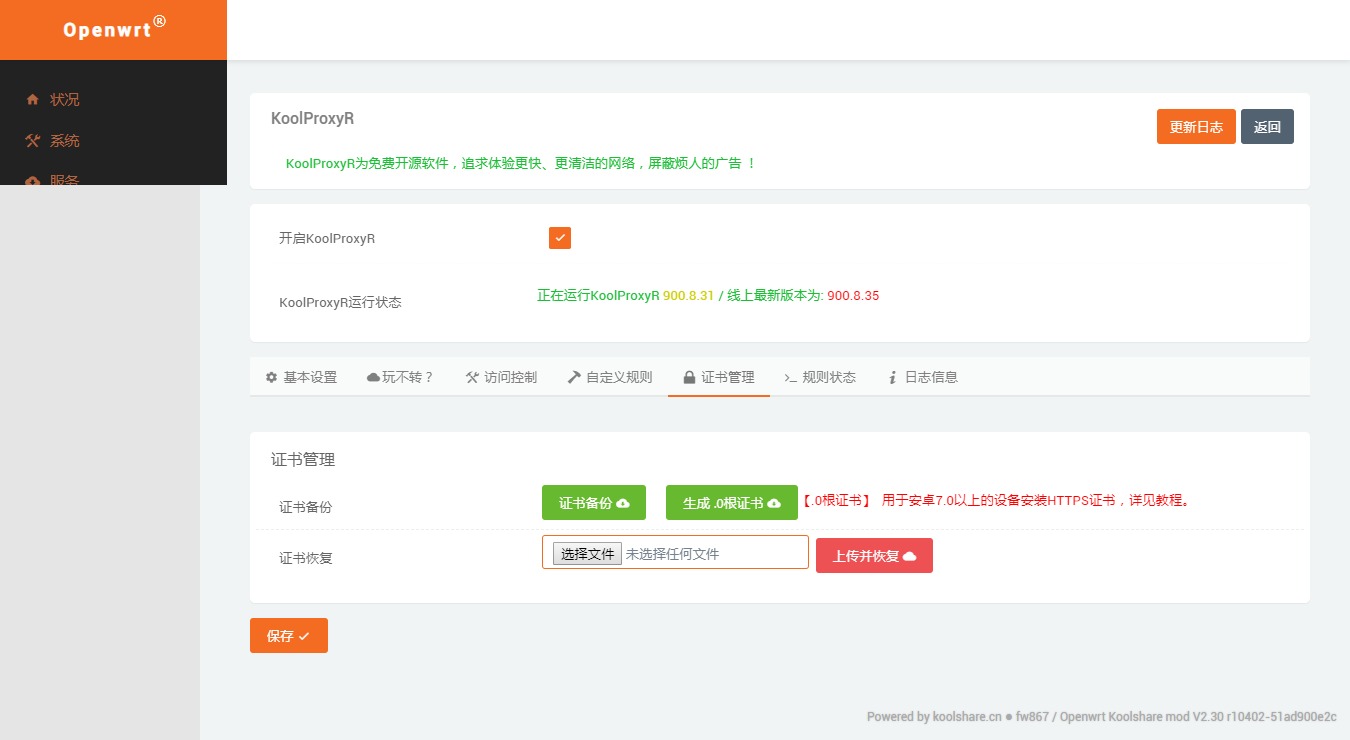 Openwrt®
状况
系统
服务
KoolProxyR
更新日志 返回
KoolProxyR为免费开源软件，追求体验更快、更清洁的网络，屏蔽烦人的广告 ！
开启KoolProxyR
KoolProxyR运行状态
正在运行KoolProxyR 900.8.31 / 线上最新版本为: 900.8.35
基本设置 玩不转？ 访问控制 自定义规则 证书管理 规则状态 日志信息
证书管理
证书备份 证书备份 生成 .0根证书 【.0根证书】 用于安卓7.0以上的设备安装HTTPS证书，详见教程。
证书恢复 选择文件 未选择任何文件 上传并恢复
保存
Powered by koolshare.cn ● fw867 / Openwrt Koolshare mod V2.30 r10402-51ad900e2c